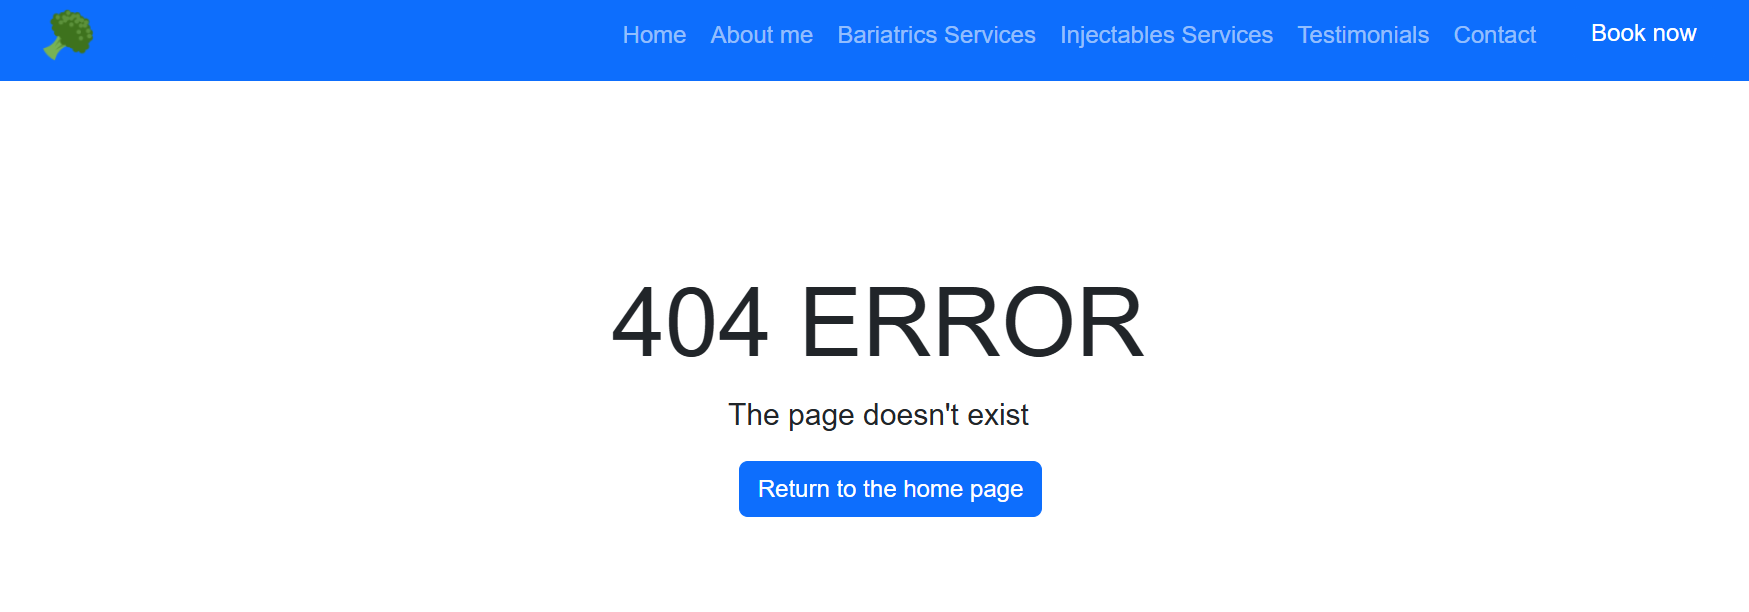 Home About me Bariatrics Services Injectables Services Testimonials Contact Book now
404 ERROR
The page doesn't exist
Return to the home page